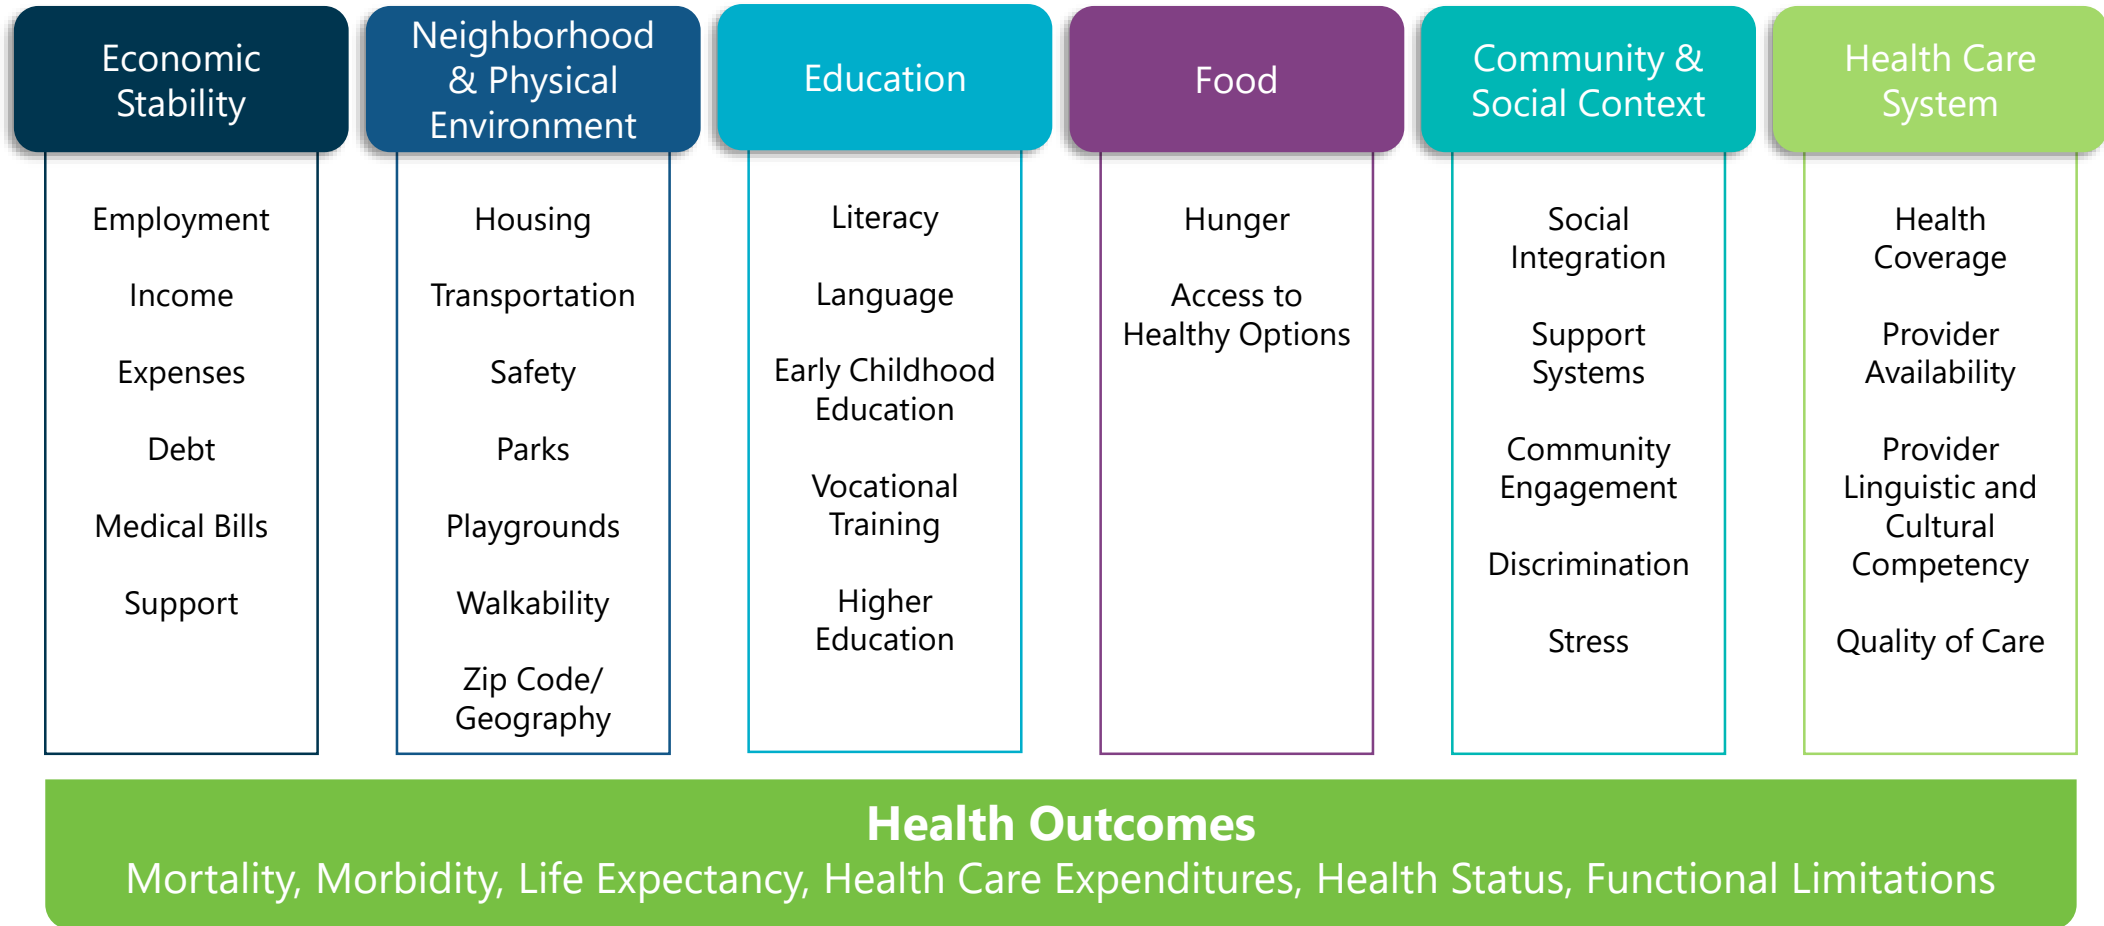 Economic
Stability
Employment
Income
Expenses
Debt
Medical Bills
Support
Neighborhood
& Physical
Environment
Housing
Transportation
Safety
Parks
Playgrounds
Walkability
Zip Code/
Geography
Education
Literacy
Language
Early Childhood
Education
Vocational
Training
Higher
Education
Food
Hunger
Access to
Healthy Options
Community &
Social Context
Social
Integration
Support
Systems
Community
Engagement
Discrimination
Stress
Health Care
System
Health
Coverage
Provider
Availability
Provider
Linguistic and
Cultural
Competency
Quality of Care
Health Outcomes
Mortality, Morbidity, Life Expectancy, Health Care Expenditures, Health Status, Functional Limitations